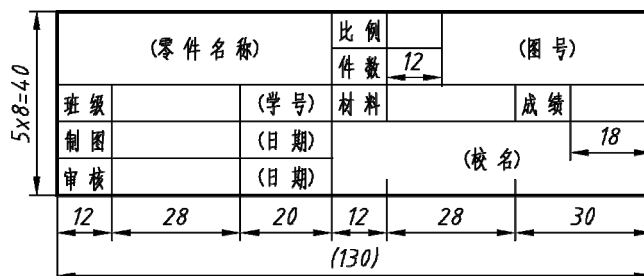 比例
(零件名称) (图号)
件数 12
5x8=40
班级 (学号) 材料 成绩
制图 (日期) 18
(校名)
审核 (日期)
12 28 20 12 28 30
(130)